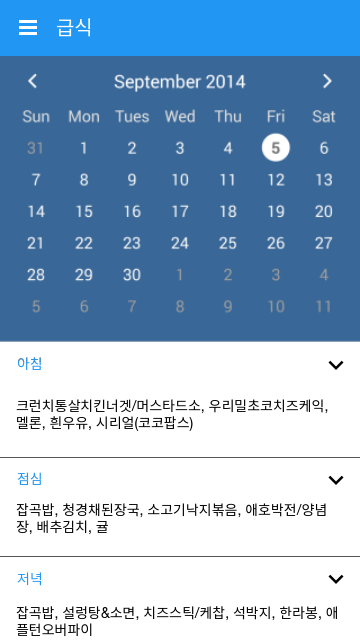 급식
September 2014
Sun Mon Tues Wed Thu Fri Sat
31 1 2 3 4 5 6
7 8 9 10 11 12 13
14 15 16 17 18 19 20
21 22 23 24 25 26 27
28 29 30 1 2 3 4
5 6 7 8 9 10 11
아침
크런치통살치킨너겟/머스타드소, 우리밀초코치즈케익,
멜론, 흰우유, 시리얼(코코팝스)
점심
잡곡밥, 청경채된장국, 소고기낙지볶음, 애호박전/양념
장, 배추김치, 귤
저녁
잡곡밥, 설렁탕&소면, 치즈스틱/케찹, 석박지, 한라봉, 애
플턴오버파이